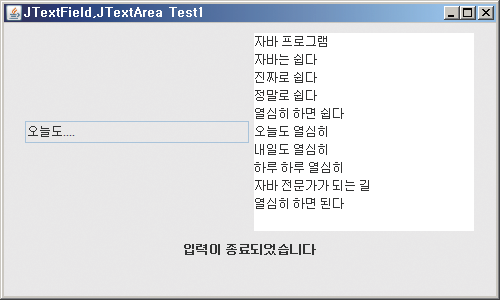 JTextField,JTextArea Test1
오늘도....
자바 프로그램
자바는 쉽다
진짜로 쉽다
정말로 쉽다
열심히 하면 쉽다
오늘도 열심히
내일도 열심히
하루 하루 열심히
자바 전문가가 되는 길
열심히 하면 된다
입력이 종료되었습니다